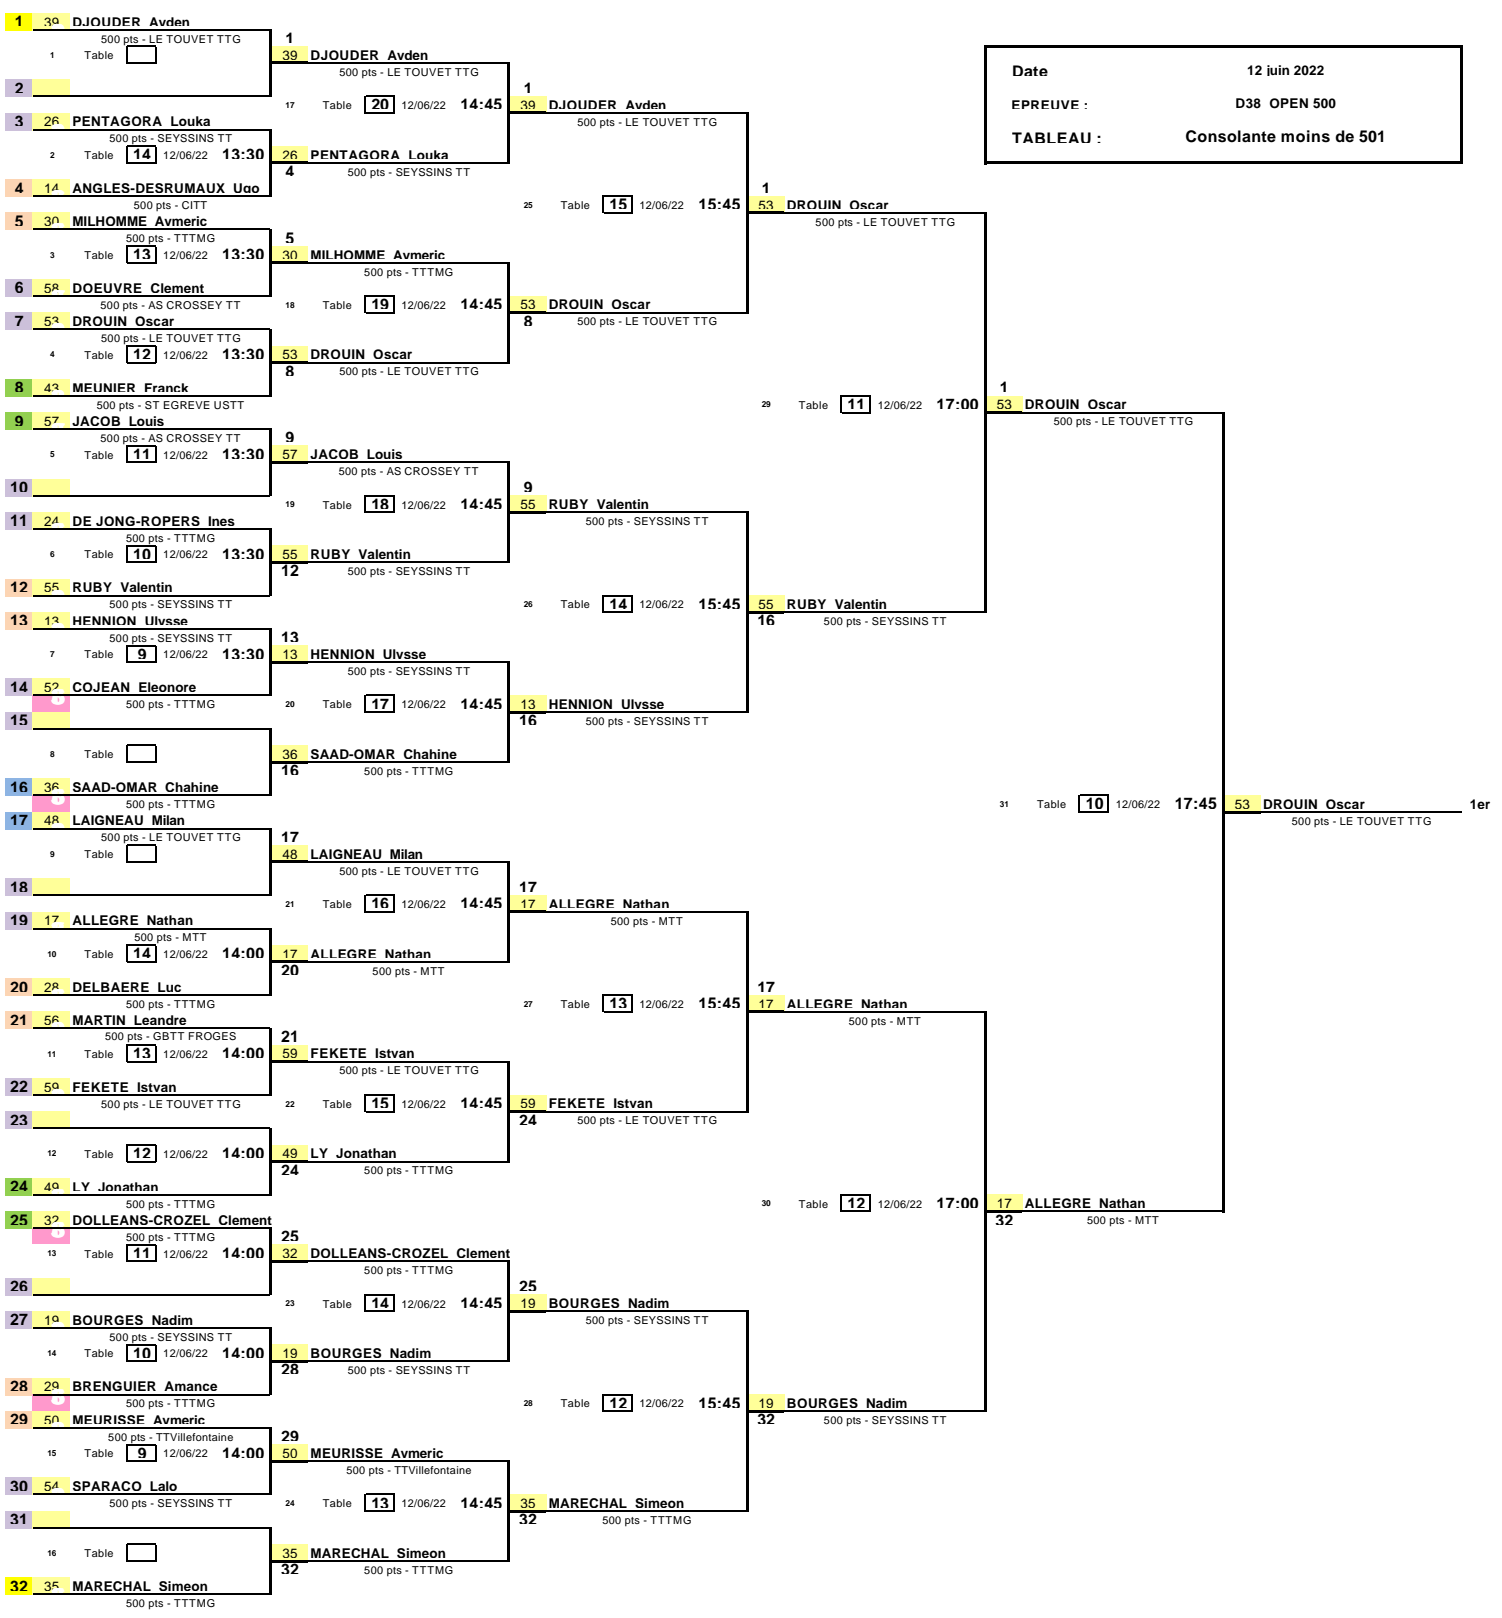 Date 12 juin 2022
EPREUVE : D38 OPEN 500
TABLEAU : Consolante moins de 501
1 39 DJOUDER Ayden
500 pts - LE TOUVET TTG
1 Table
2
3 26 PENTAGORA Louka
500 pts - SEYSSINS TT
2 Table 14 12/06/22 13:30
4 14 ANGLES-DESRUMAUX Ugo
500 pts - CITT
5 30 MILHOMME Aymeric
500 pts - TTTMG
3 Table 13 12/06/22 13:30
6 58 DOEUVRE Clement
500 pts - AS CROSSEY TT
7 53 DROUIN Oscar
500 pts - LE TOUVET TTG
4 Table 12 12/06/22 13:30
8 43 MEUNIER Franck
500 pts - ST EGREVE USTT
9 57 JACOB Louis
500 pts - AS CROSSEY TT
5 Table 11 12/06/22 13:30
10
11 24 DE JONG-ROPERS Ines
500 pts - TTTMG
6 Table 10 12/06/22 13:30
12 55 RUBY Valentin
500 pts - SEYSSINS TT
13 13 HENNION Ulysse
500 pts - SEYSSINS TT
7 Table 9 12/06/22 13:30
14 52 COJEAN Eleonore
500 pts - TTTMG
15
8 Table
16 36 SAAD-OMAR Chahine
500 pts - TTTMG
17 48 LAIGNEAU Milan
500 pts - LE TOUVET TTG
9 Table
18
19 17 ALLEGRE Nathan
500 pts - MTT
10 Table 14 12/06/22 14:00
20 28 DELBAERE Luc
500 pts - TTTMG
21 56 MARTIN Leandre
500 pts - GBTT FROGES
11 Table 13 12/06/22 14:00
22 59 FEKETE Istvan
500 pts - LE TOUVET TTG
23
12 Table 12 12/06/22 14:00
24 49 LY Jonathan
500 pts - TTTMG
25 32 DOLLEANS-CROZEL Clement
500 pts - TTTMG
13 Table 11 12/06/22 14:00
26
27 19 BOURGES Nadim
500 pts - SEYSSINS TT
14 Table 10 12/06/22 14:00
28 29 BRENGUIER Amance
500 pts - TTTMG
29 50 MEURISSE Aymeric
500 pts - TTVillefontaine
15 Table 9 12/06/22 14:00
30 54 SPARACO Lalo
500 pts - SEYSSINS TT
31
16 Table
32 35 MARECHAL Simeon
500 pts - TTTMG
1
39 DJOUDER Ayden
500 pts - LE TOUVET TTG
17 Table 20 12/06/22 14:45
26 PENTAGORA Louka
4 500 pts - SEYSSINS TT
5
30 MILHOMME Aymeric
500 pts - TTTMG
18 Table 19 12/06/22 14:45
53 DROUIN Oscar
8 500 pts - LE TOUVET TTG
9
57 JACOB Louis
500 pts - AS CROSSEY TT
19 Table 18 12/06/22 14:45
55 RUBY Valentin
12 500 pts - SEYSSINS TT
13
13 HENNION Ulysse
500 pts - SEYSSINS TT
20 Table 17 12/06/22 14:45
36 SAAD-OMAR Chahine
16 500 pts - TTTMG
17
48 LAIGNEAU Milan
500 pts - LE TOUVET TTG
21 Table 16 12/06/22 14:45
17 ALLEGRE Nathan
20 500 pts - MTT
21
59 FEKETE Istvan
500 pts - LE TOUVET TTG
22 Table 15 12/06/22 14:45
49 LY Jonathan
24 500 pts - TTTMG
25
32 DOLLEANS-CROZEL Clement
500 pts - TTTMG
23 Table 14 12/06/22 14:45
19 BOURGES Nadim
28 500 pts - SEYSSINS TT
29
50 MEURISSE Aymeric
500 pts - TTVillefontaine
24 Table 13 12/06/22 14:45
35 MARECHAL Simeon
32 500 pts - TTTMG
1
39 DJOUDER Ayden
500 pts - LE TOUVET TTG
25 Table 15 12/06/22 15:45
53 DROUIN Oscar
8 500 pts - LE TOUVET TTG
9
55 RUBY Valentin
500 pts - SEYSSINS TT
26 Table 14 12/06/22 15:45
13 HENNION Ulysse
16 500 pts - SEYSSINS TT
17
17 ALLEGRE Nathan
500 pts - MTT
27 Table 13 12/06/22 15:45
59 FEKETE Istvan
24 500 pts - LE TOUVET TTG
25
19 BOURGES Nadim
500 pts - SEYSSINS TT
28 Table 12 12/06/22 15:45
35 MARECHAL Simeon
32 500 pts - TTTMG
1
53 DROUIN Oscar
500 pts - LE TOUVET TTG
29 Table 11 12/06/22 17:00
55 RUBY Valentin
16 500 pts - SEYSSINS TT
17
17 ALLEGRE Nathan
500 pts - MTT
30 Table 12 12/06/22 17:00
19 BOURGES Nadim
32 500 pts - SEYSSINS TT
1
53 DROUIN Oscar
500 pts - LE TOUVET TTG
31 Table 10 12/06/22 17:45
17 ALLEGRE Nathan
32 500 pts - MTT
53 DROUIN Oscar 1er
500 pts - LE TOUVET TTG